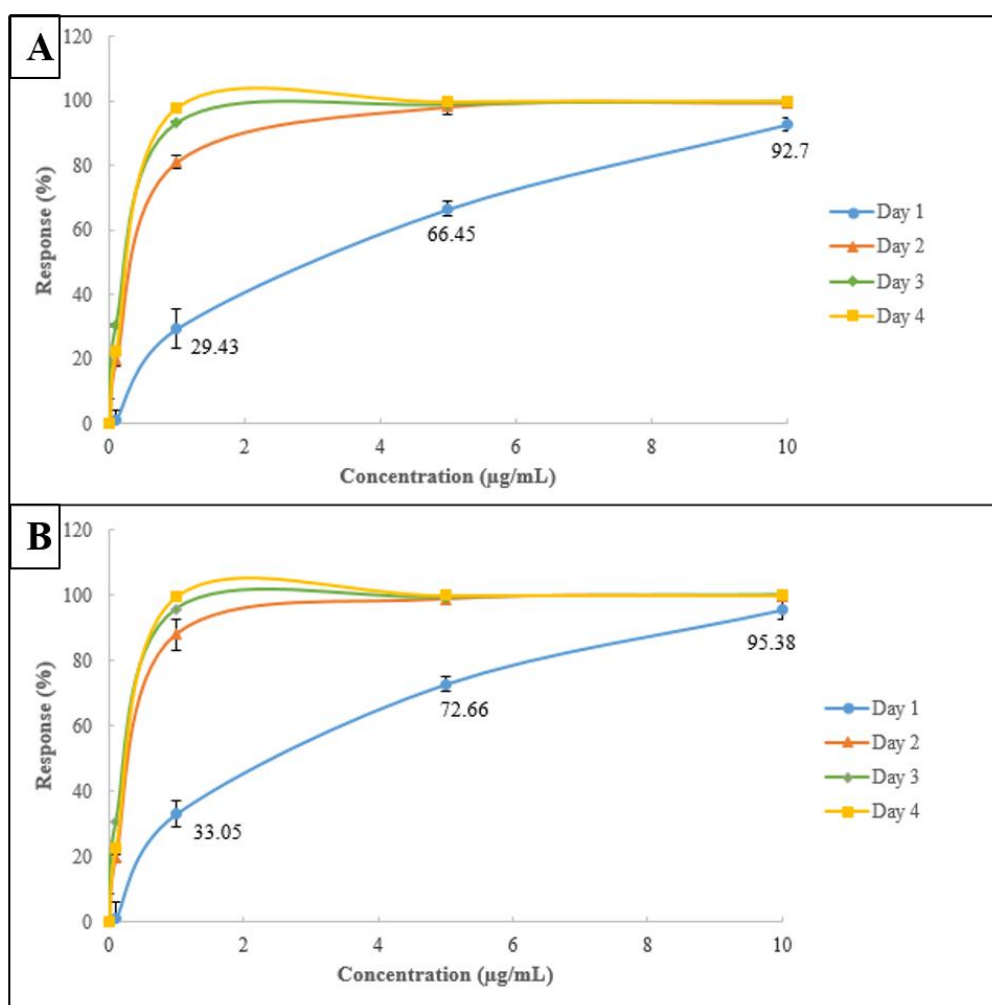 A
120
100
80
60
40
20
0
Response (%)
0 2 4 6 8 10
Concentration (µg/mL)
29.43
66.45
92.7
Day 1
Day 2
Day 3
Day 4
B
120
100
80
60
40
20
0
Response (%)
0 2 4 6 8 10
Concentration (µg/mL)
33.05
72.66
95.38
Day 1
Day 2
Day 3
Day 4